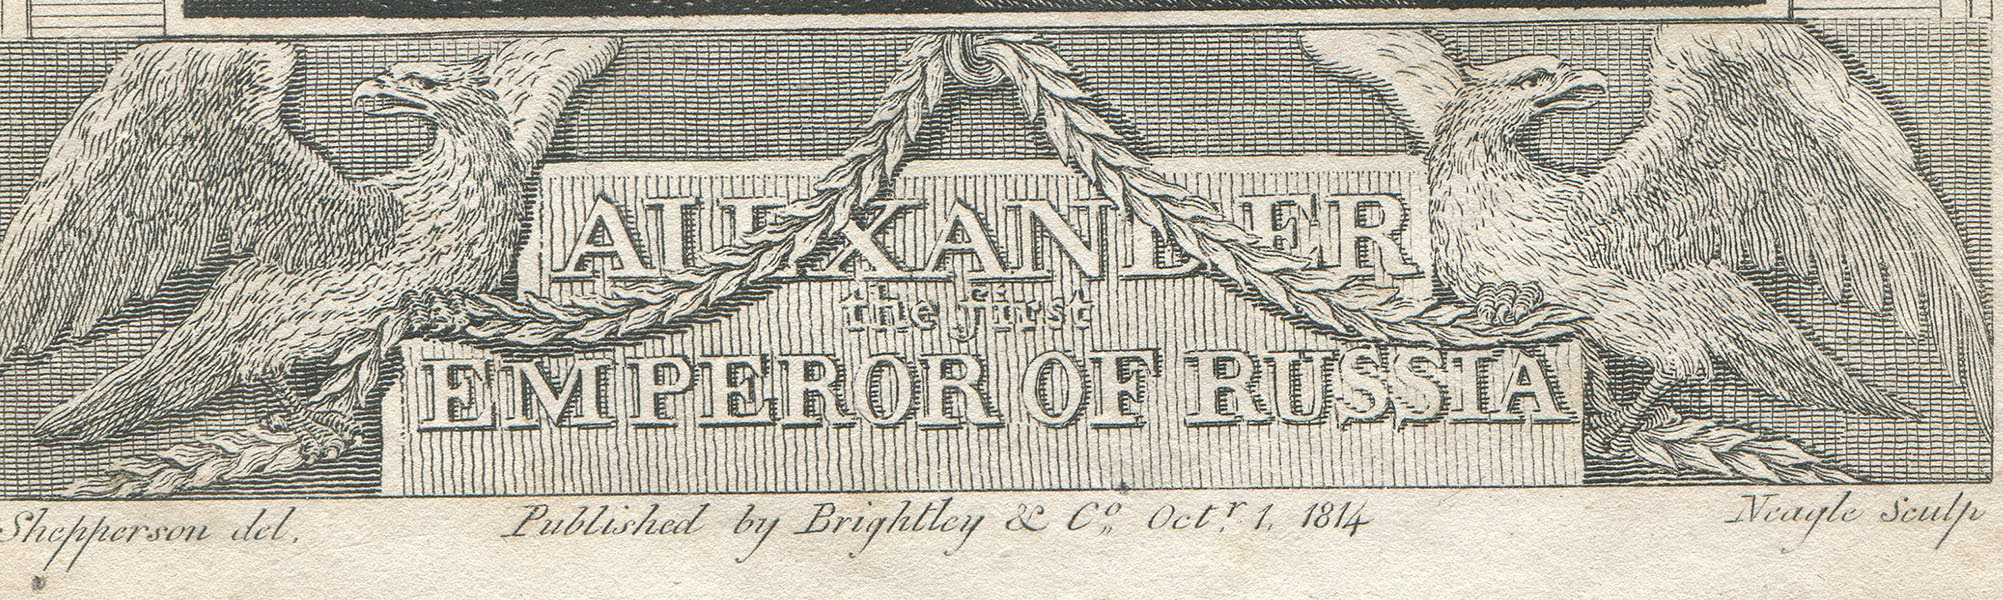 ALEXANDER
the first
EMPEROR OF RUSSIA
Shepperson del.
Published by Brightley & Co. Octr. 1. 1814
Neagle Sculp